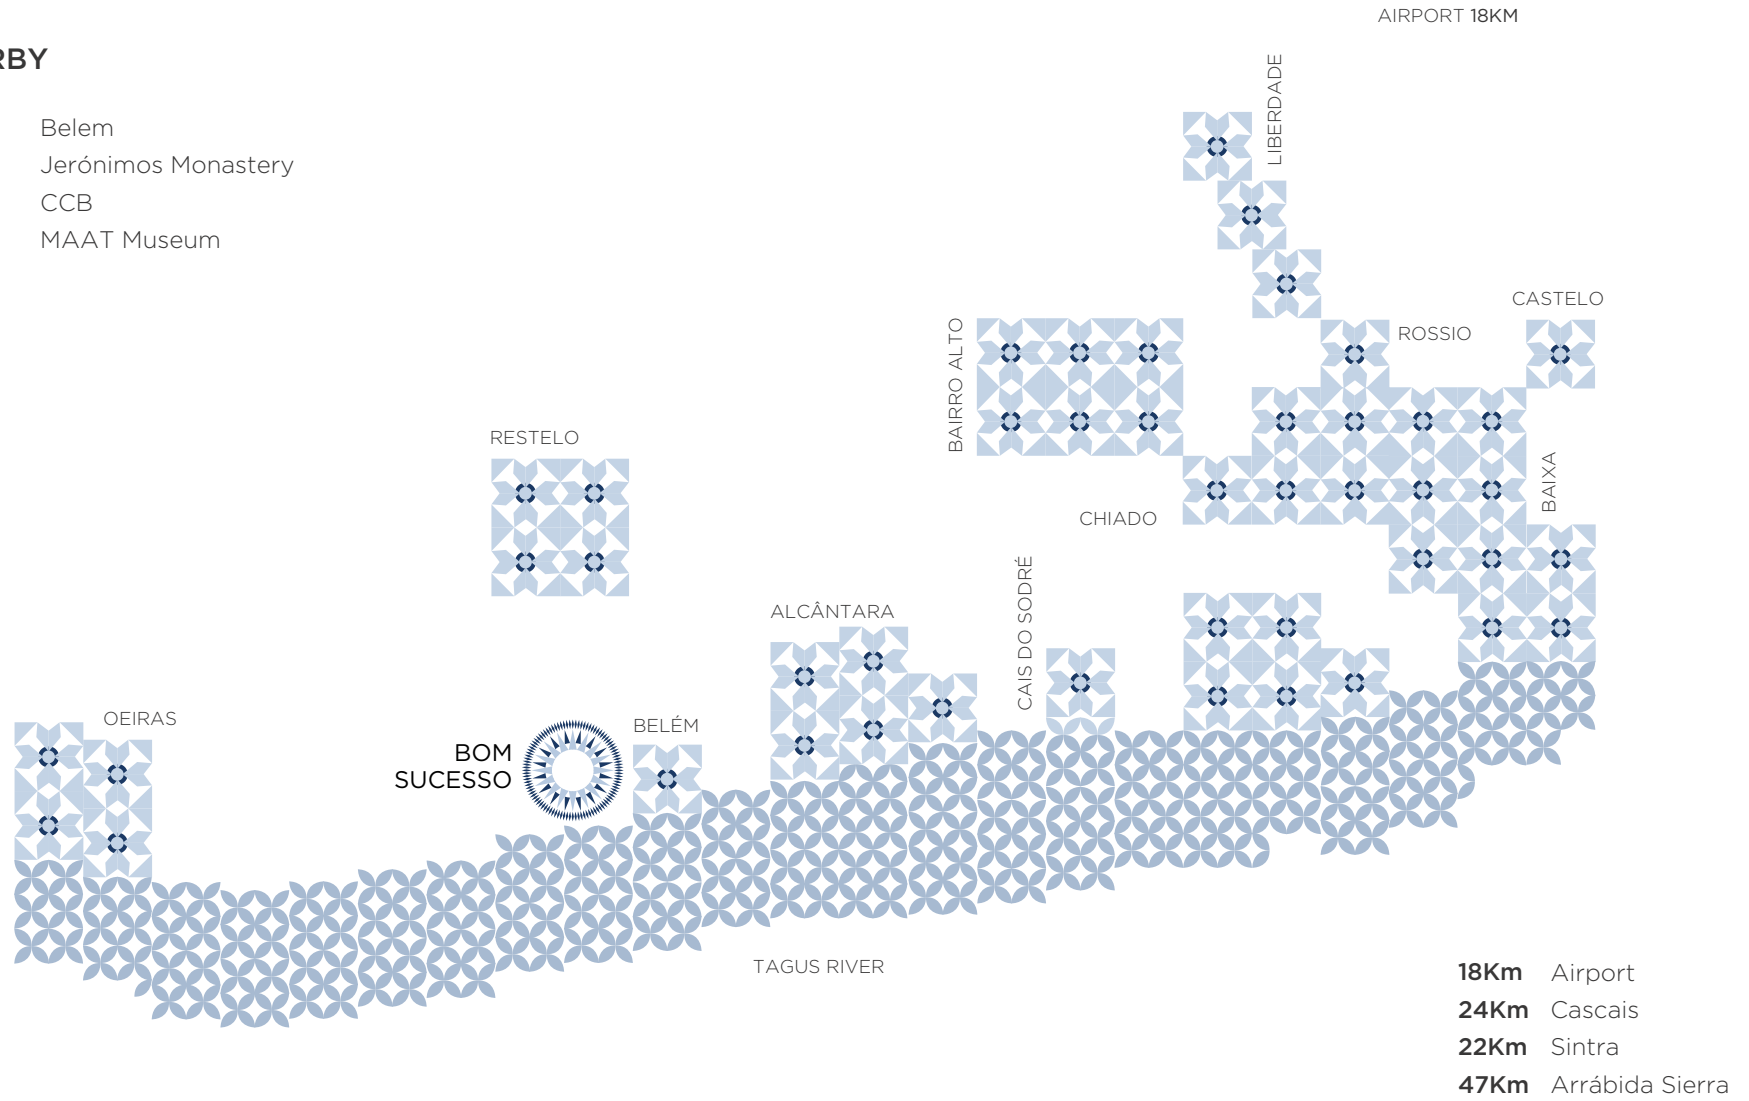 AIRPORT 18KM
RBY
Belem
Jerónimos Monastery
CCB
MAAT Museum
LIBERDADE
CASTELO
ROSSIO
BAIRRO ALTO
RESTELO
BAIXA
CHIADO
CAIS DO SODRÉ
ALCÂNTARA
OEIRAS
BELÉM
BOM
SUCESSO
TAGUS RIVER
18Km Airport
24Km Cascais
22Km Sintra
47Km Arrábida Sierra